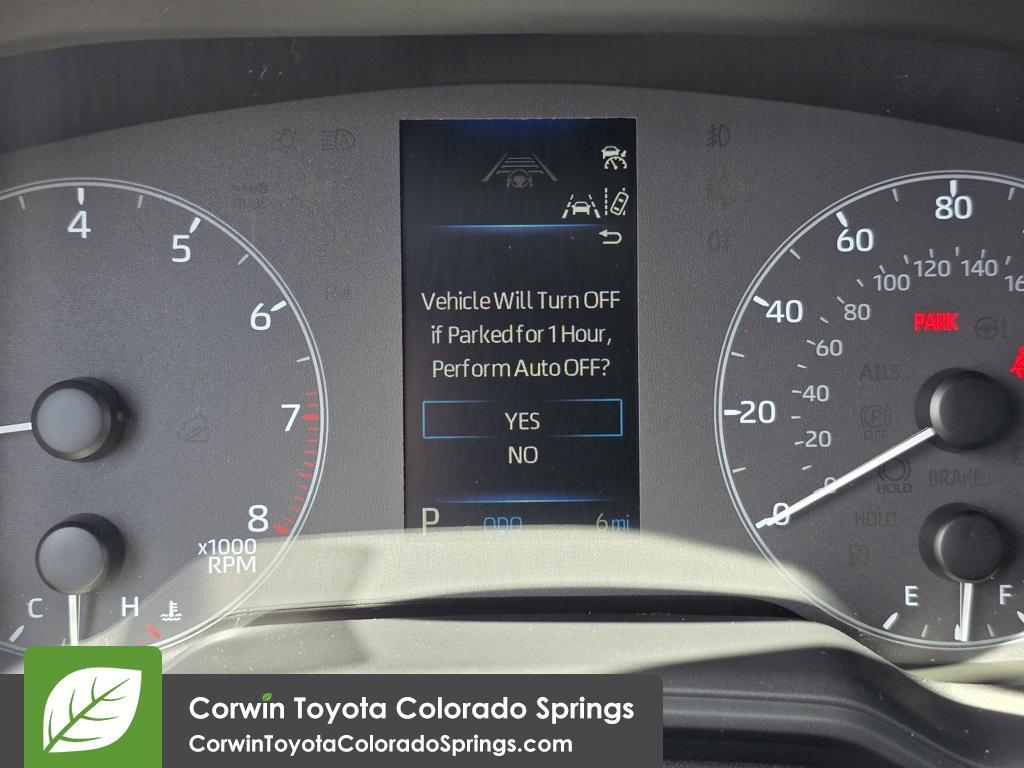 4
5
6
7
8
x1000
RPM
C
H
Vehicle Will Turn OFF
if Parked for 1 Hour,
Perform Auto OFF?
YES
NO
P
ODO
6 mi
80
60
40
20
0
100
120
140
80
60
40
20
0
PARK
ABS
P
OFF
HOLD
BRAKE
HOLD
E
F
Corwin Toyota Colorado Springs
CorwinToyotaColoradoSprings.com